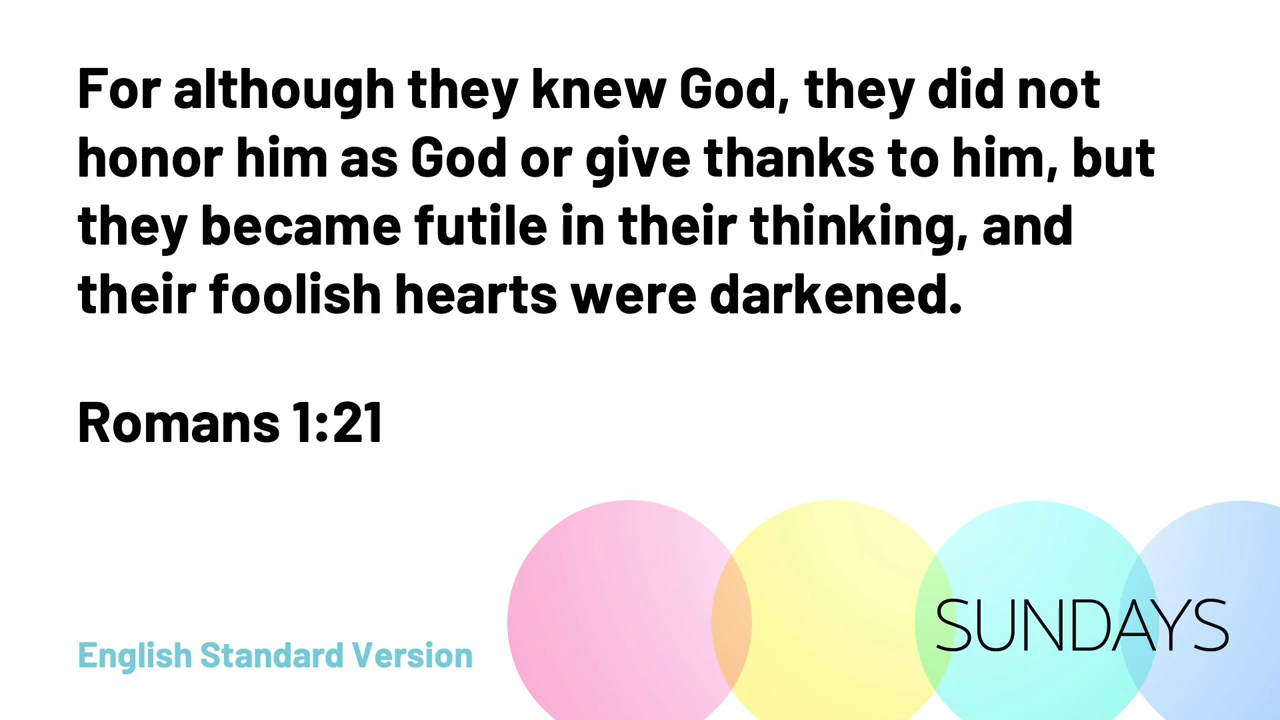 For although they knew God, they did not
honor him as God or give thanks to him, but
they became futile in their thinking, and
their foolish hearts were darkened.
Romans 1:21
English Standard Version
SUNDAYS